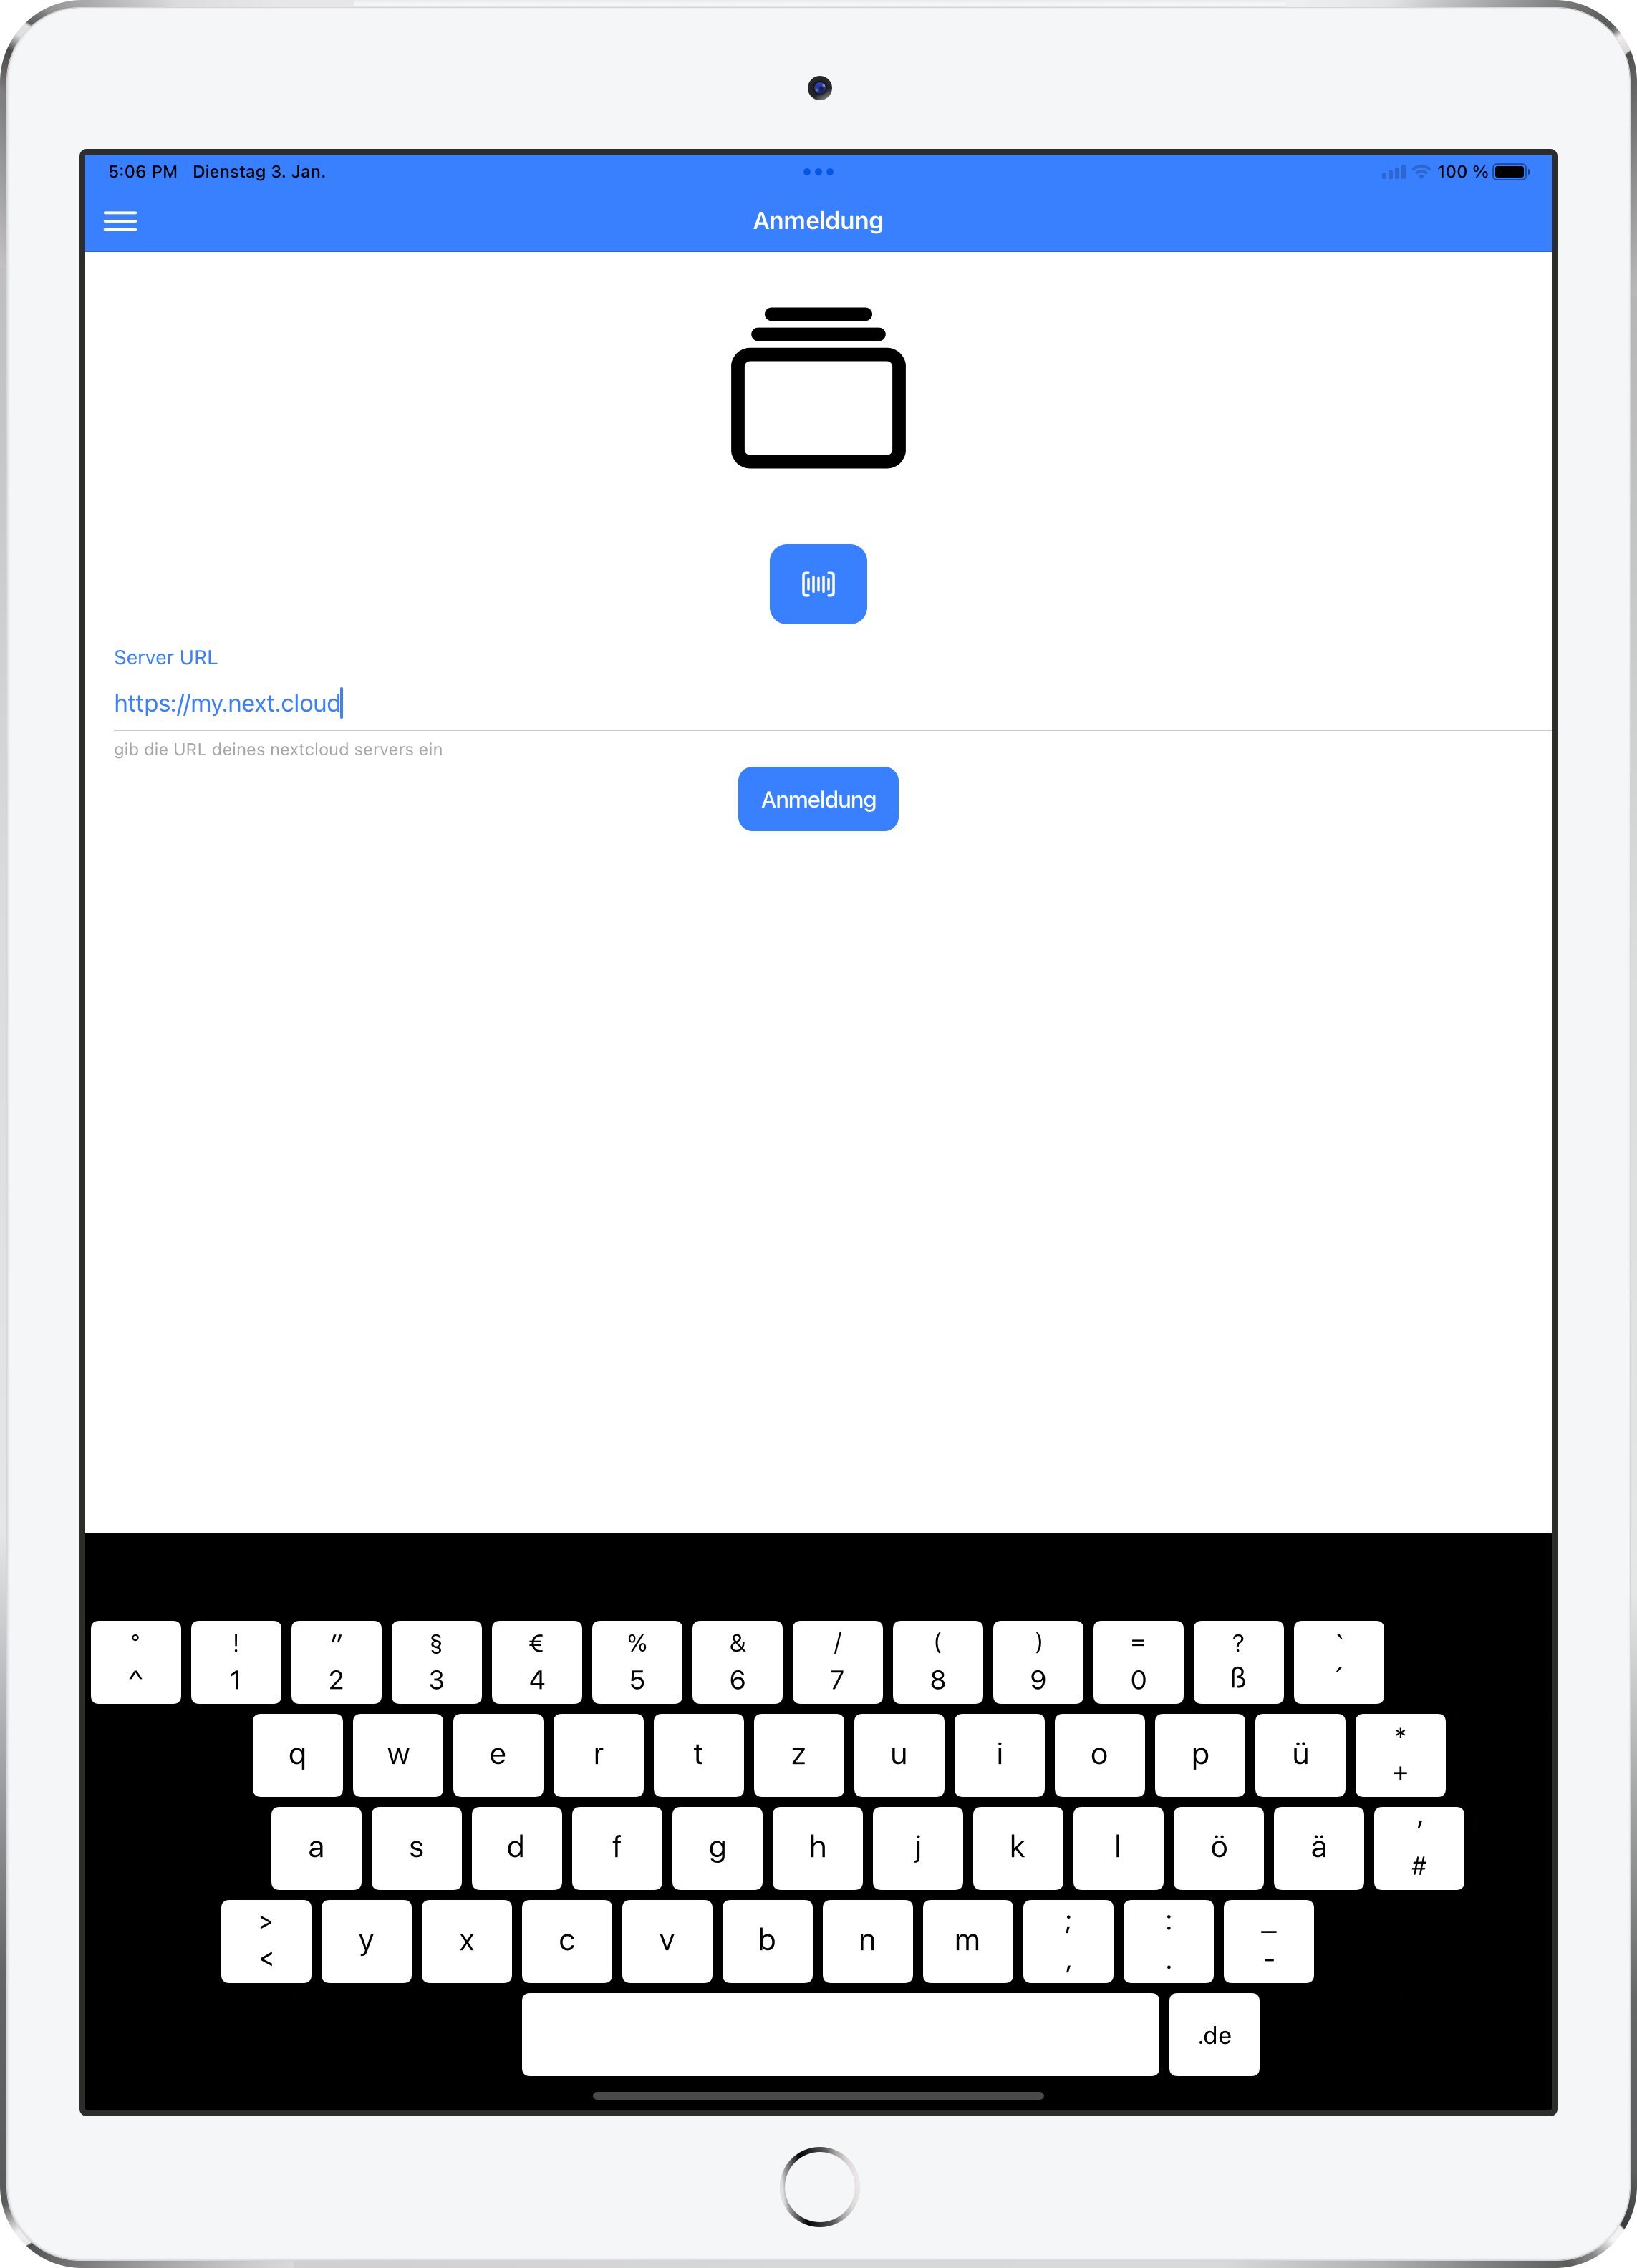 5:06 PM Dienstag 3. Jan. 100 %
Anmeldung
Server URL
https://my.next.cloud
gib die URL deines nextcloud servers ein
Anmeldung
° ! " § € % & / ( ) = ? `
^ 1 2 3 4 5 6 7 8 9 0 ß ´
q w e r t z u i o p ü * +
a s d f g h j k l ö ä ' #
> < y x c v b n m ; , : . _ -
.de